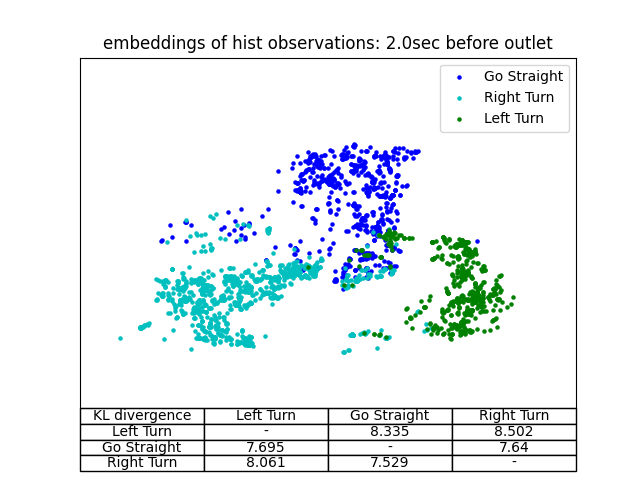 embeddings of hist observations: 2.0sec before outlet
Go Straight
Right Turn
Left Turn
KL divergence Left Turn Go Straight Right Turn
Left Turn - 8.335 8.502
Go Straight 7.695 - 7.64
Right Turn 8.061 7.529 -